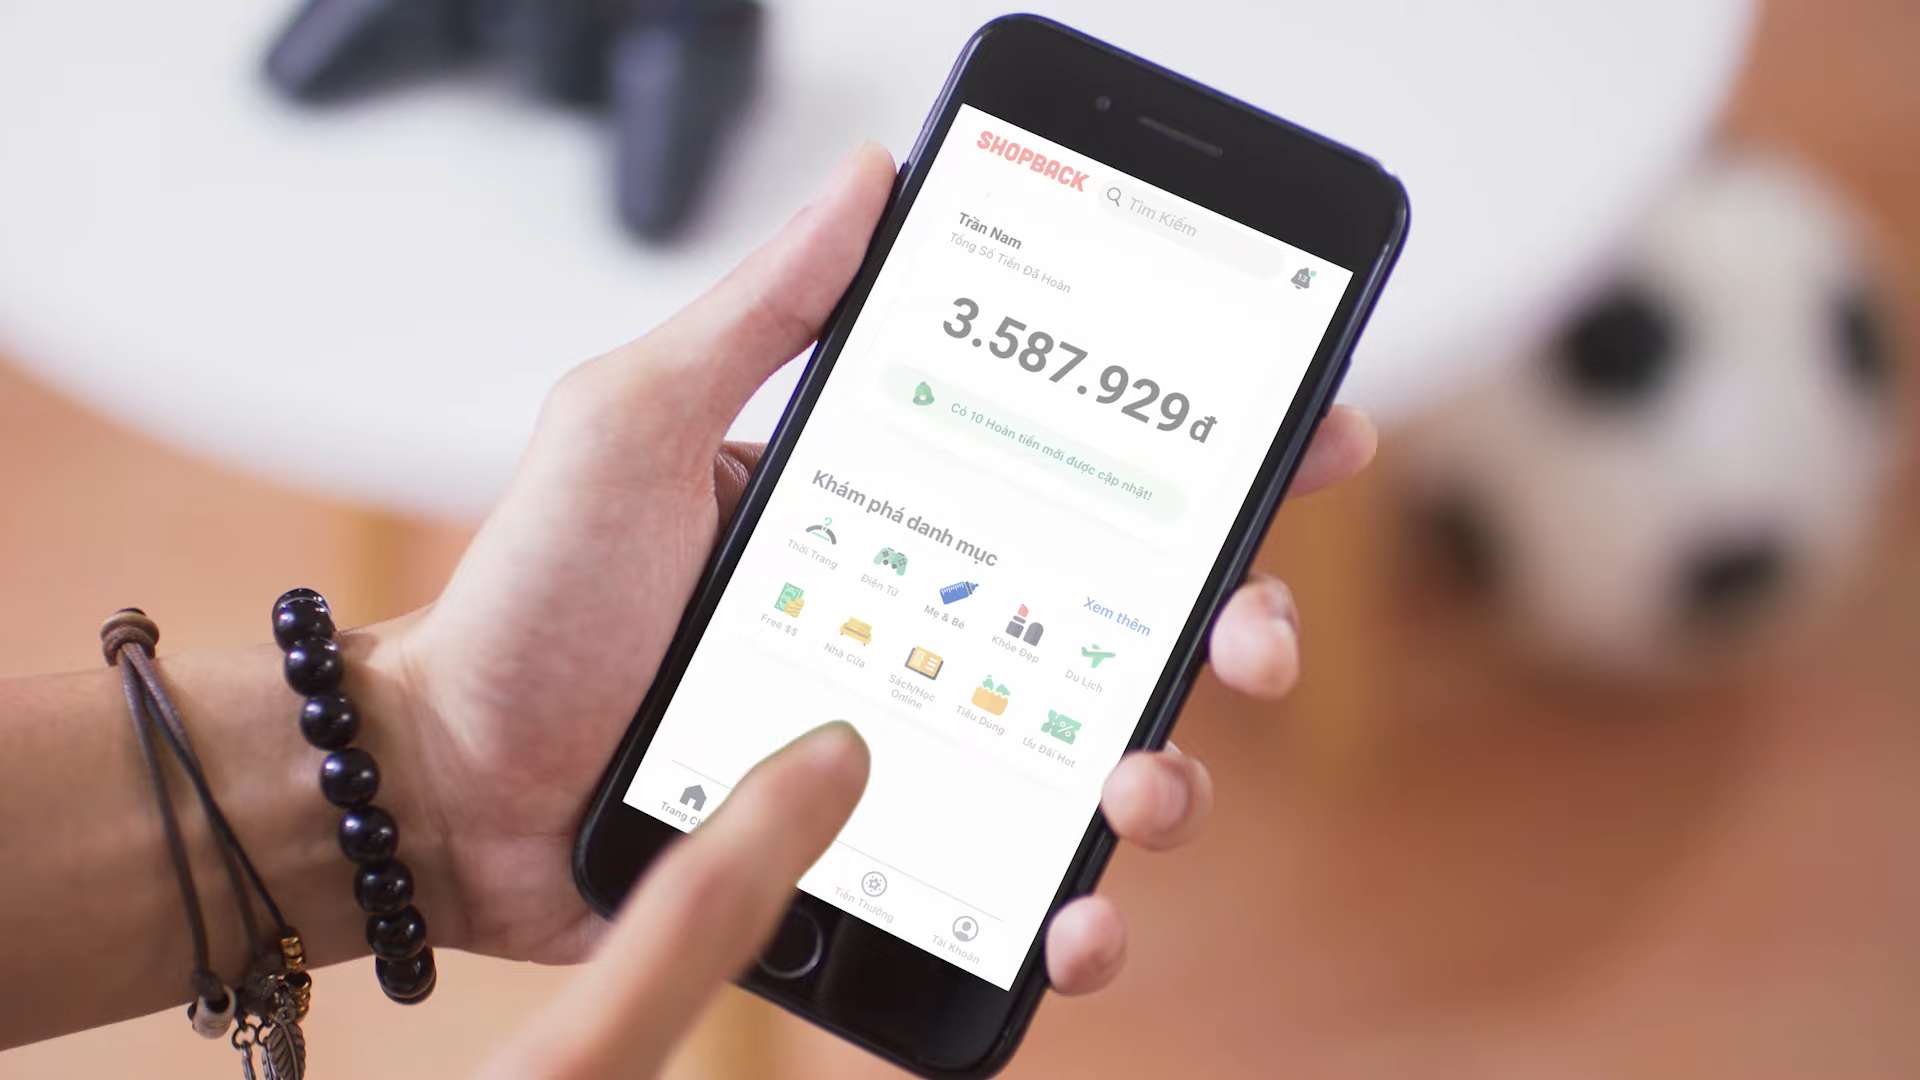 SHOPBACK
Tìm Kiếm
13
Trần Nam
Tổng Số Tiền Đã Hoàn
3.587.929đ
Có 10 Hoàn tiền mới được cập nhật!
Khám phá danh mục
Xem thêm
Thời Trang
Điện Tử
Mẹ & Bé
Khỏe Đẹp
Du Lịch
Free $$
Nhà Cửa
Sách/Học
Online
Tiêu Dùng
Ưu Đãi Hot
Trang
Tiền Thưởng
Tài Khoản